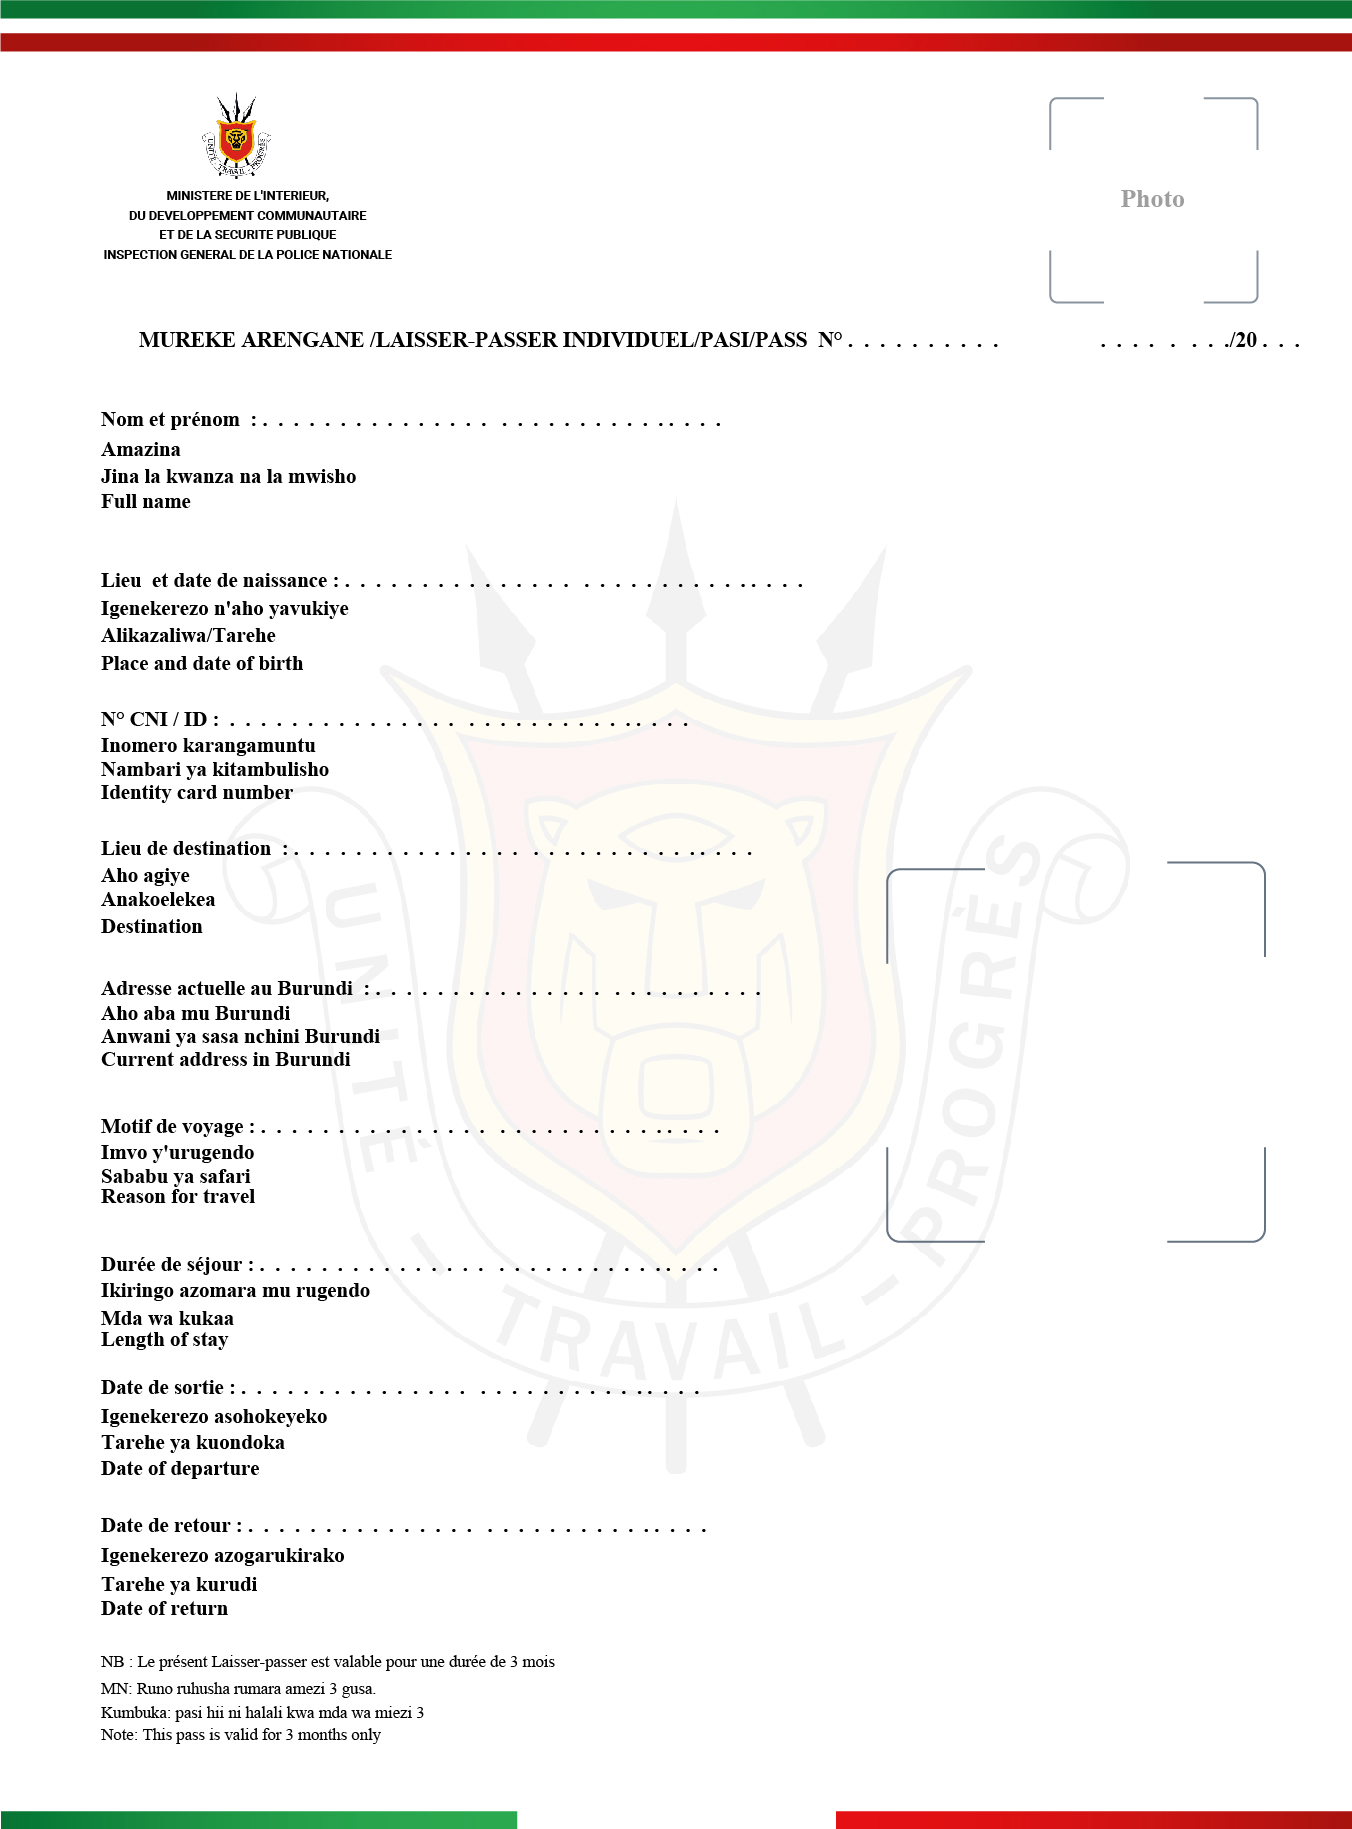 UNITÉ - TRAVAIL - PROGRÈS
MINISTERE DE L'INTERIEUR,
DU DEVELOPPEMENT COMMUNAUTAIRE
ET DE LA SECURITE PUBLIQUE
INSPECTION GENERAL DE LA POLICE NATIONALE
Photo
MUREKE ARENGANE /LAISSER-PASSER INDIVIDUEL/PASI/PASS N° . . . . . . . . . . . . . . . . . ./20 . . .
Nom et prénom : . . . . . . . . . . . . . . . . . . . . . . . . . . . . . .
Amazina
Jina la kwanza na la mwisho
Full name
Lieu et date de naissance : . . . . . . . . . . . . . . . . . . . . . . . . . . . . . .
Igenekerezo n'aho yavukiye
Alikazaliwa/Tarehe
Place and date of birth
N° CNI / ID : . . . . . . . . . . . . . . . . . . . . . . . . . . . . . .
Inomero karangamuntu
Nambari ya kitambulisho
Identity card number
Lieu de destination : . . . . . . . . . . . . . . . . . . . . . . . . . . . . . .
Aho agiye
Anakoelekea
Destination
Adresse actuelle au Burundi : . . . . . . . . . . . . . . . . . . . . . . . . .
Aho aba mu Burundi
Anwani ya sasa nchini Burundi
Current address in Burundi
Motif de voyage : . . . . . . . . . . . . . . . . . . . . . . . . . . . . . .
Imvo y'urugendo
Sababu ya safari
Reason for travel
Durée de séjour : . . . . . . . . . . . . . . . . . . . . . . . . . . . . . .
Ikiringo azomara mu rugendo
Mda wa kukaa
Length of stay
Date de sortie : . . . . . . . . . . . . . . . . . . . . . . . . . . . . . .
Igenekerezo asohokeyeko
Tarehe ya kuondoka
Date of departure
Date de retour : . . . . . . . . . . . . . . . . . . . . . . . . . . . . . .
Igenekerezo azogarukirako
Tarehe ya kurudi
Date of return
NB : Le présent Laisser-passer est valable pour une durée de 3 mois
MN: Runo ruhusha rumara amezi 3 gusa.
Kumbuka: pasi hii ni halali kwa mda wa miezi 3
Note: This pass is valid for 3 months only
UNITÉ - TRAVAIL - PROGRÈS